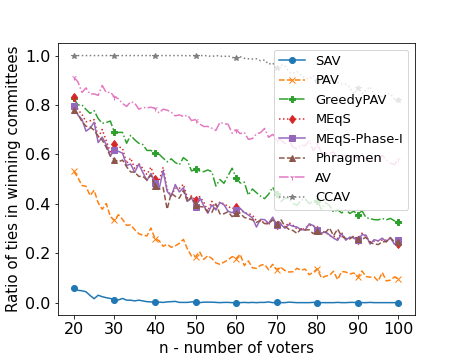 1.0
0.8
0.6
0.4
0.2
0.0
Ratio of ties in winning committees
SAV
PAV
GreedyPAV
MEqS
MEqS-Phase-I
Phragmen
AV
CCAV
20 30 40 50 60 70 80 90 100
n - number of voters